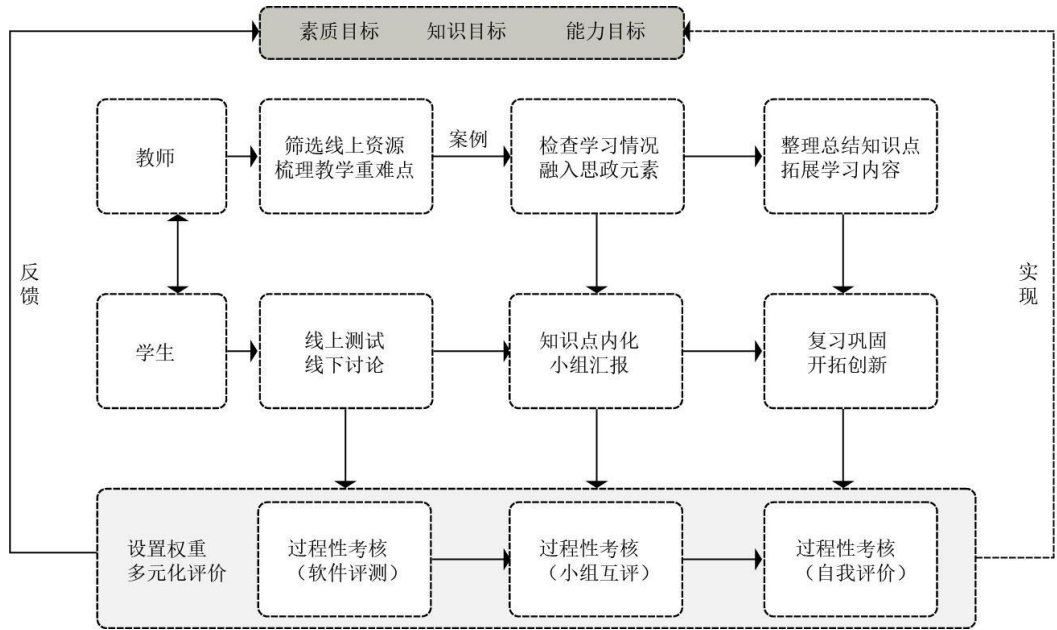 素质目标 知识目标 能力目标
教师
筛选线上资源
梳理教学重难点
案例
检查学习情况
融入思政元素
整理总结知识点
拓展学习内容
反
馈
实
现
学生
线上测试
线下讨论
知识点内化
小组汇报
复习巩固
开拓创新
设置权重
多元化评价
过程性考核
（软件评测）
过程性考核
（小组互评）
过程性考核
（自我评价）